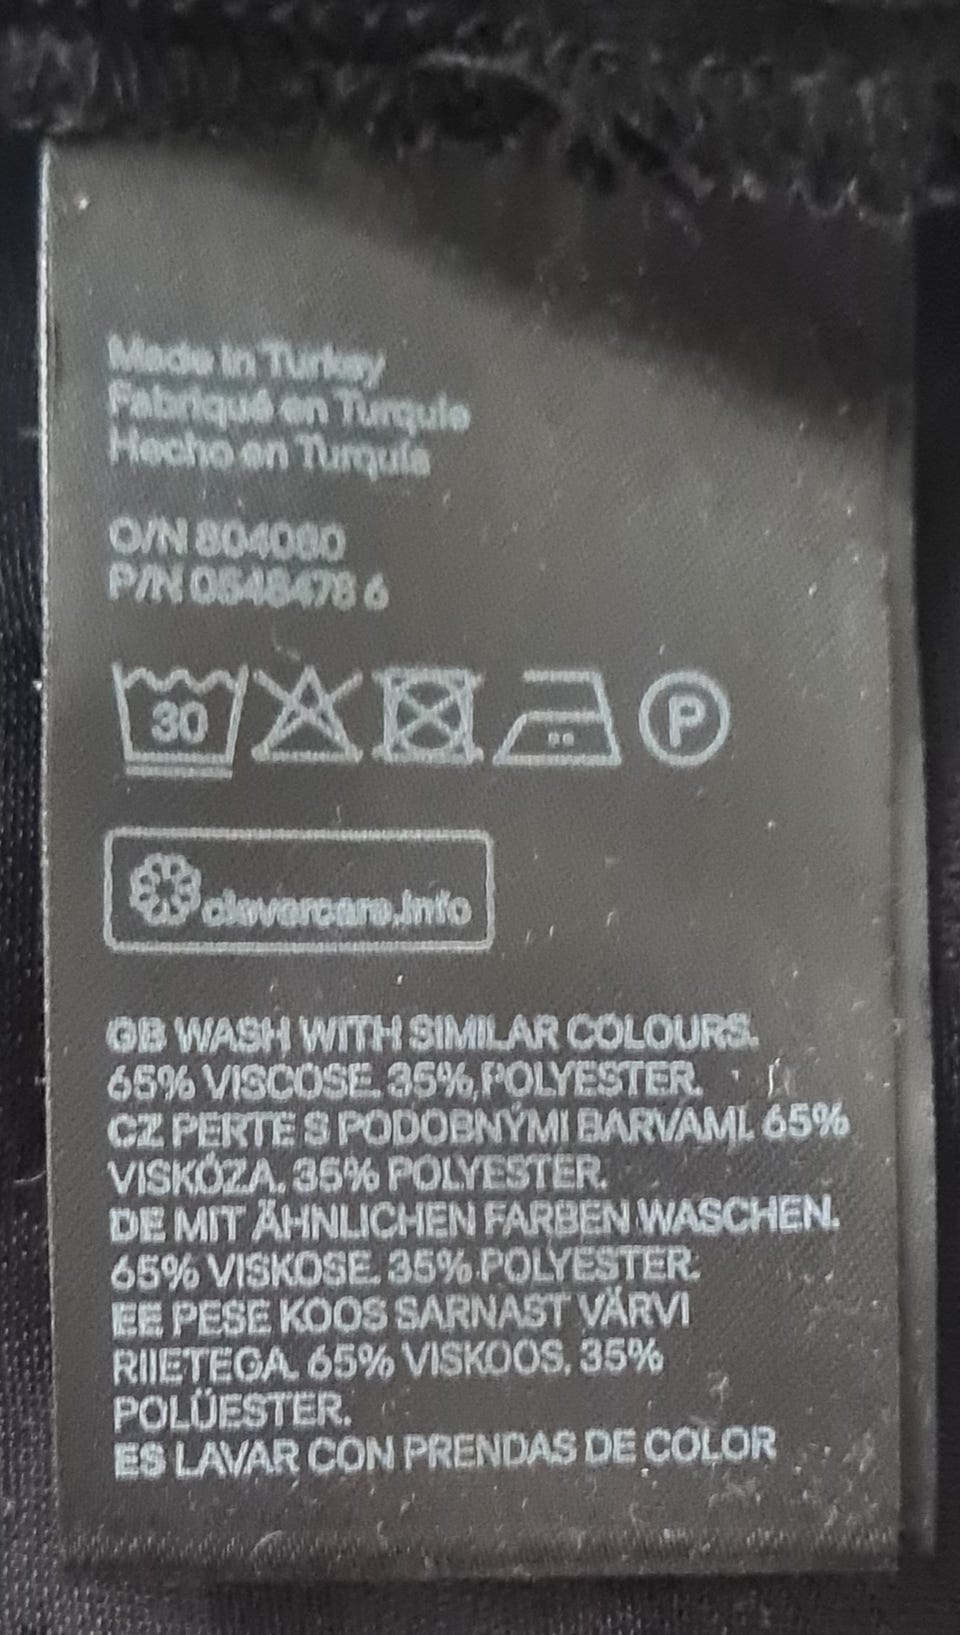 Made in Turkey
Fabriqué en Turquie
Hecho en Turquía
O/N 804080
P/N 0548478 6
30
P
clevercare.info
GB WASH WITH SIMILAR COLOURS.
65% VISCOSE. 35% POLYESTER.
CZ PERTE S PODOBNÝMI BARVAMI. 65%
VISKÓZA. 35% POLYESTER.
DE MIT ÄHNLICHEN FARBEN WASCHEN.
65% VISKOSE. 35% POLYESTER.
EE PESE KOOS SARNAST VÄRVI
RIIETEGA. 65% VISKOOS. 35%
POLÜESTER.
ES LAVAR CON PRENDAS DE COLOR